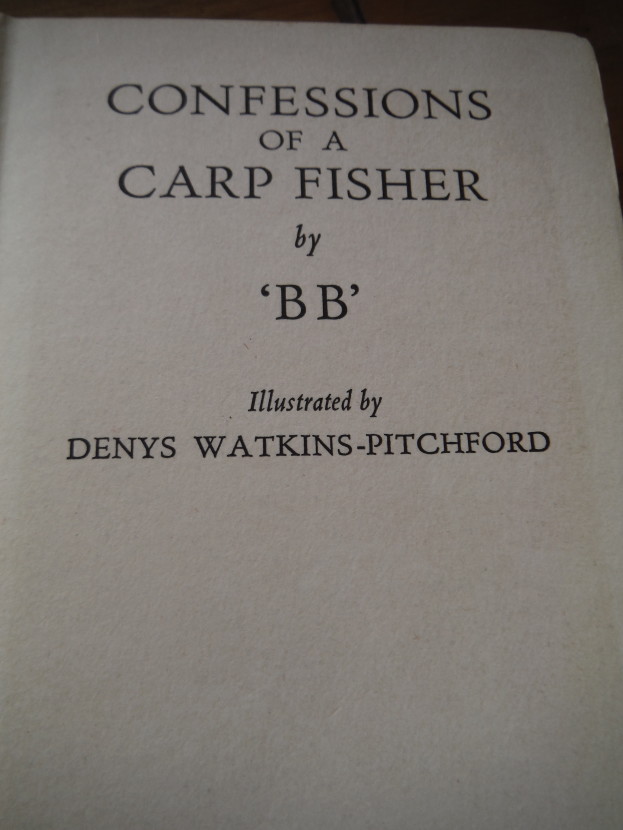 CONFESSIONS
OF A
CARP FISHER
by
‘BB’
Illustrated by
DENYS WATKINS-PITCHFORD